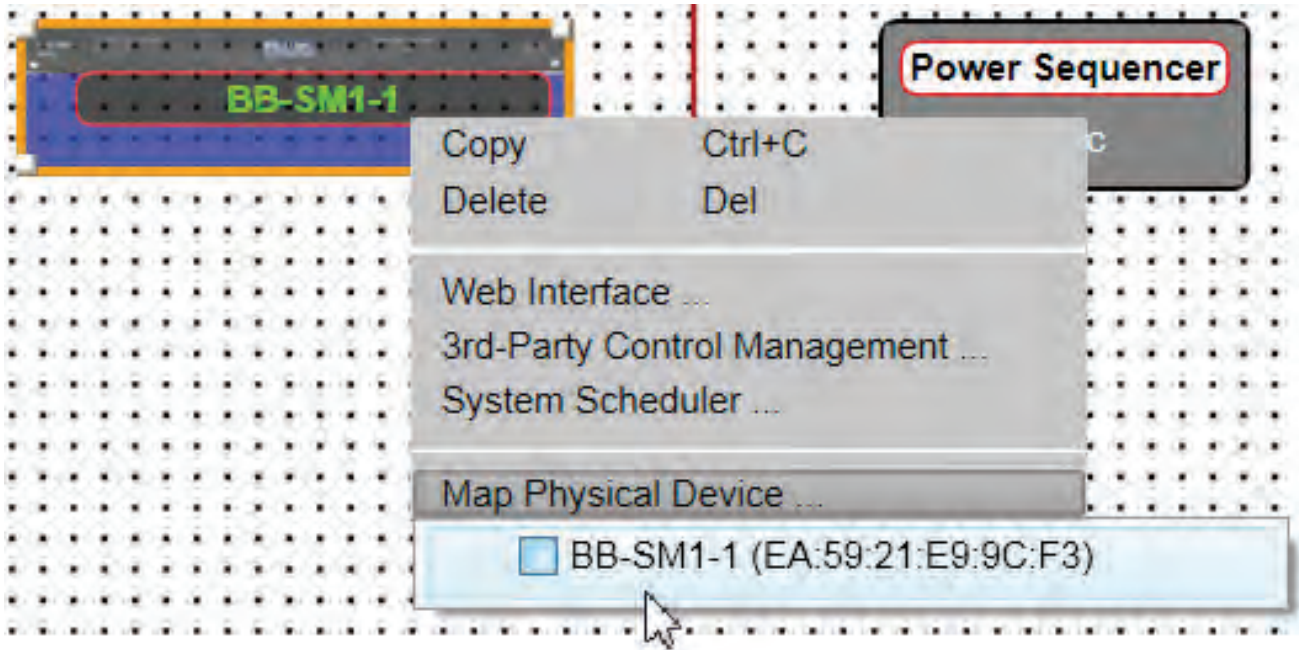 BB-SM1-1
Power Sequencer
C
Copy Ctrl+C
Delete Del
Web Interface ...
3rd-Party Control Management ...
System Scheduler ...
Map Physical Device ...
BB-SM1-1 (EA:59:21:E9:9C:F3)